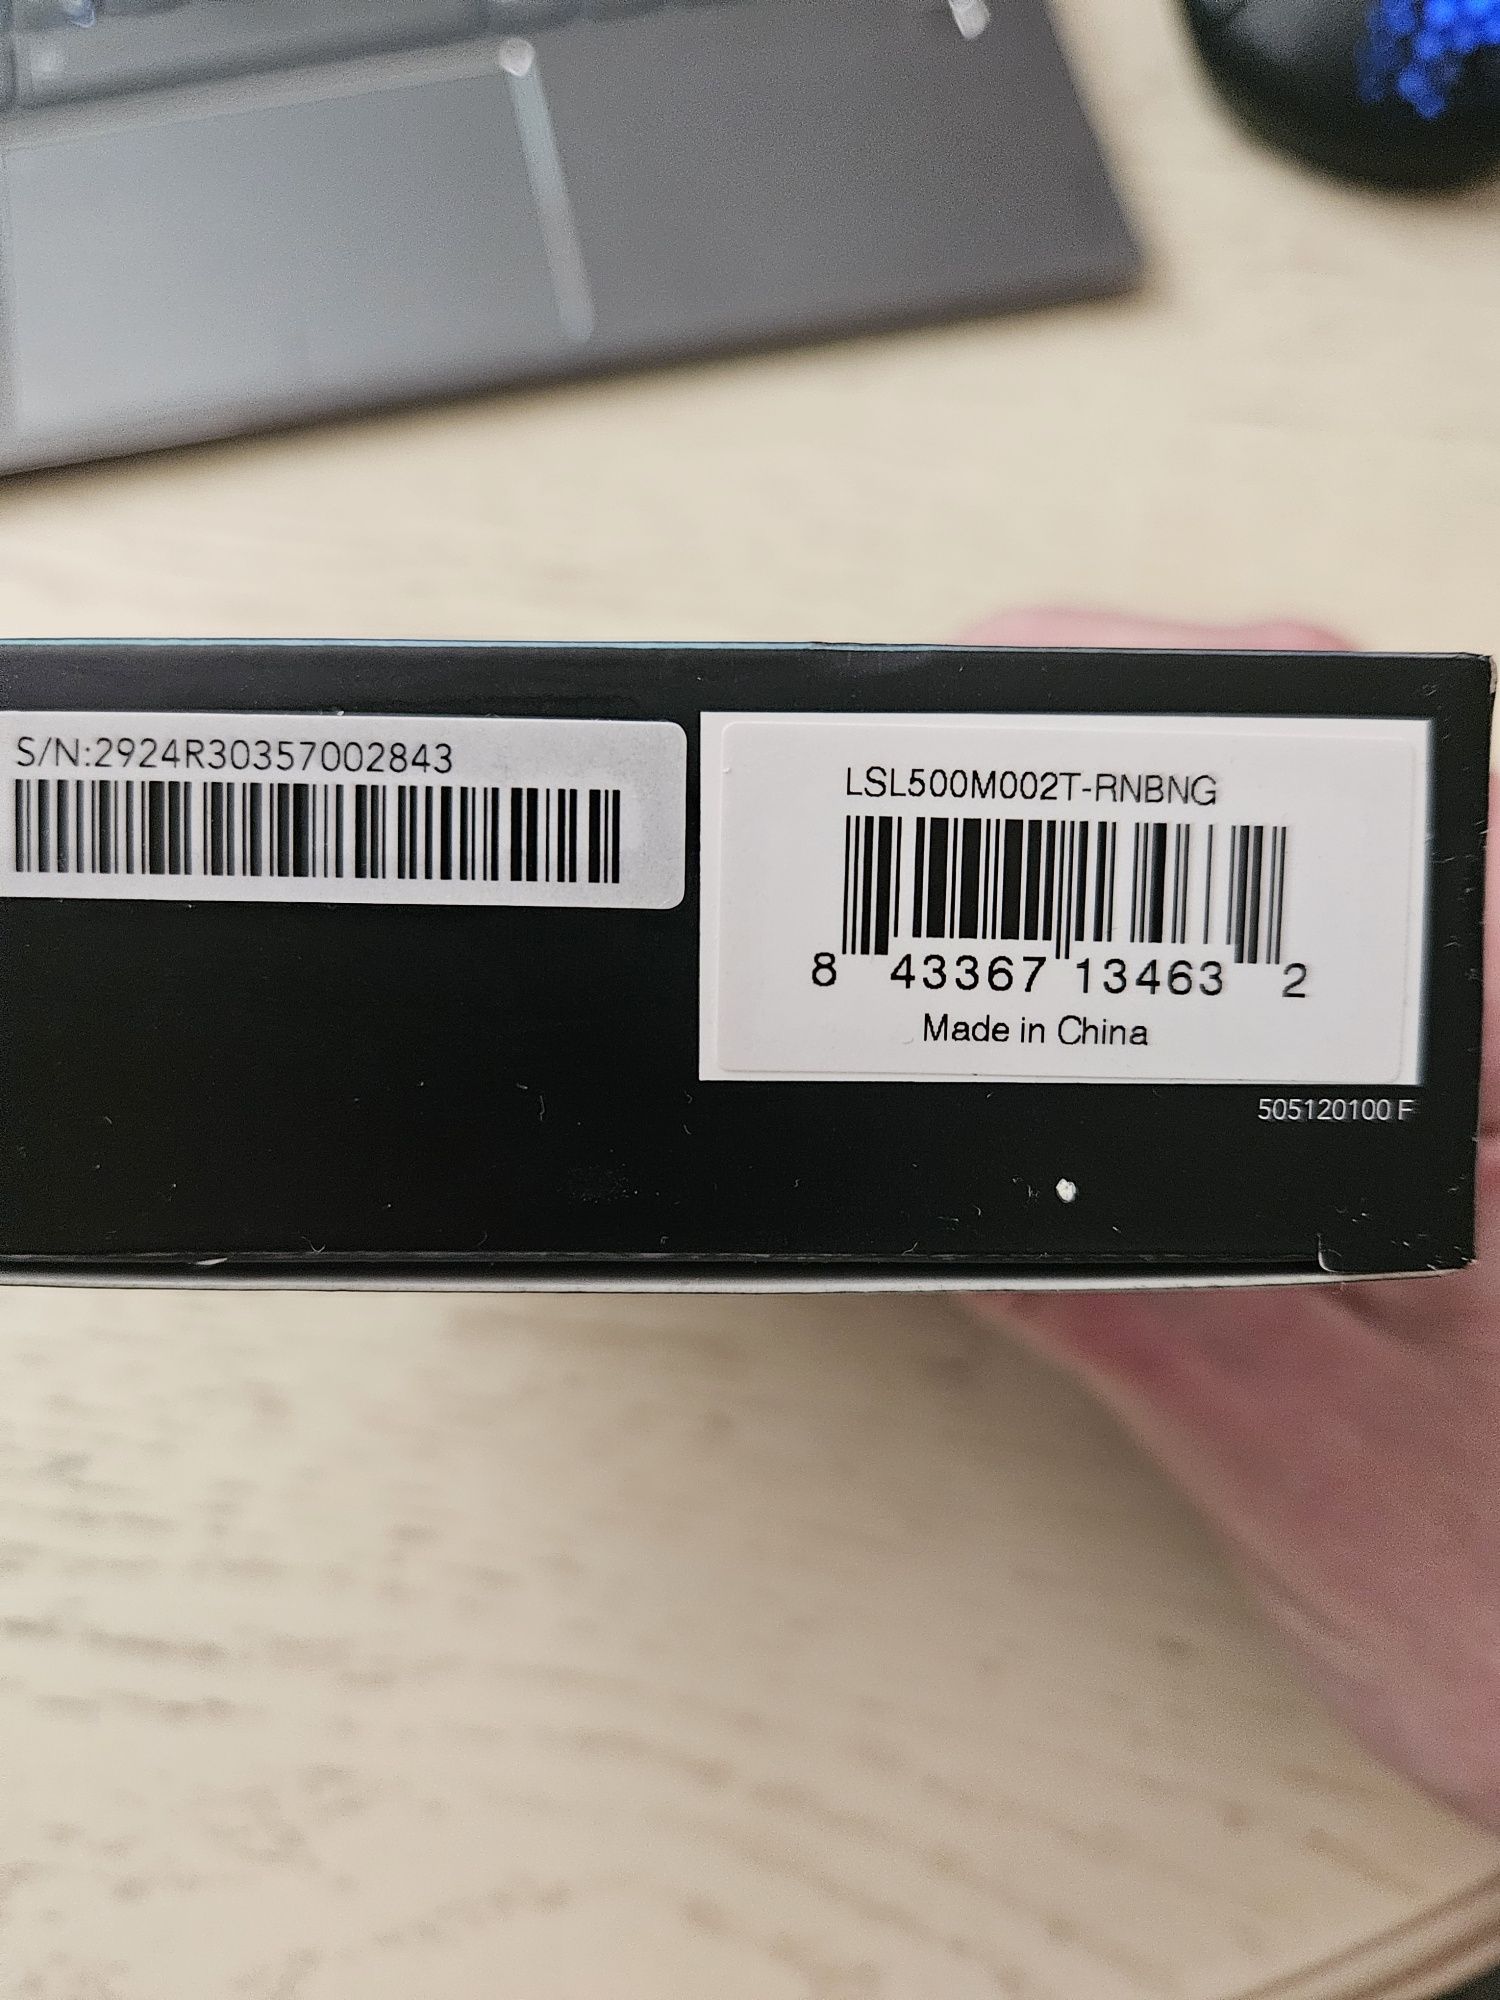 S/N:2924R30357002843
LSL500M002T-RNBNG
8 43367 13463 2
Made in China
505120100 F